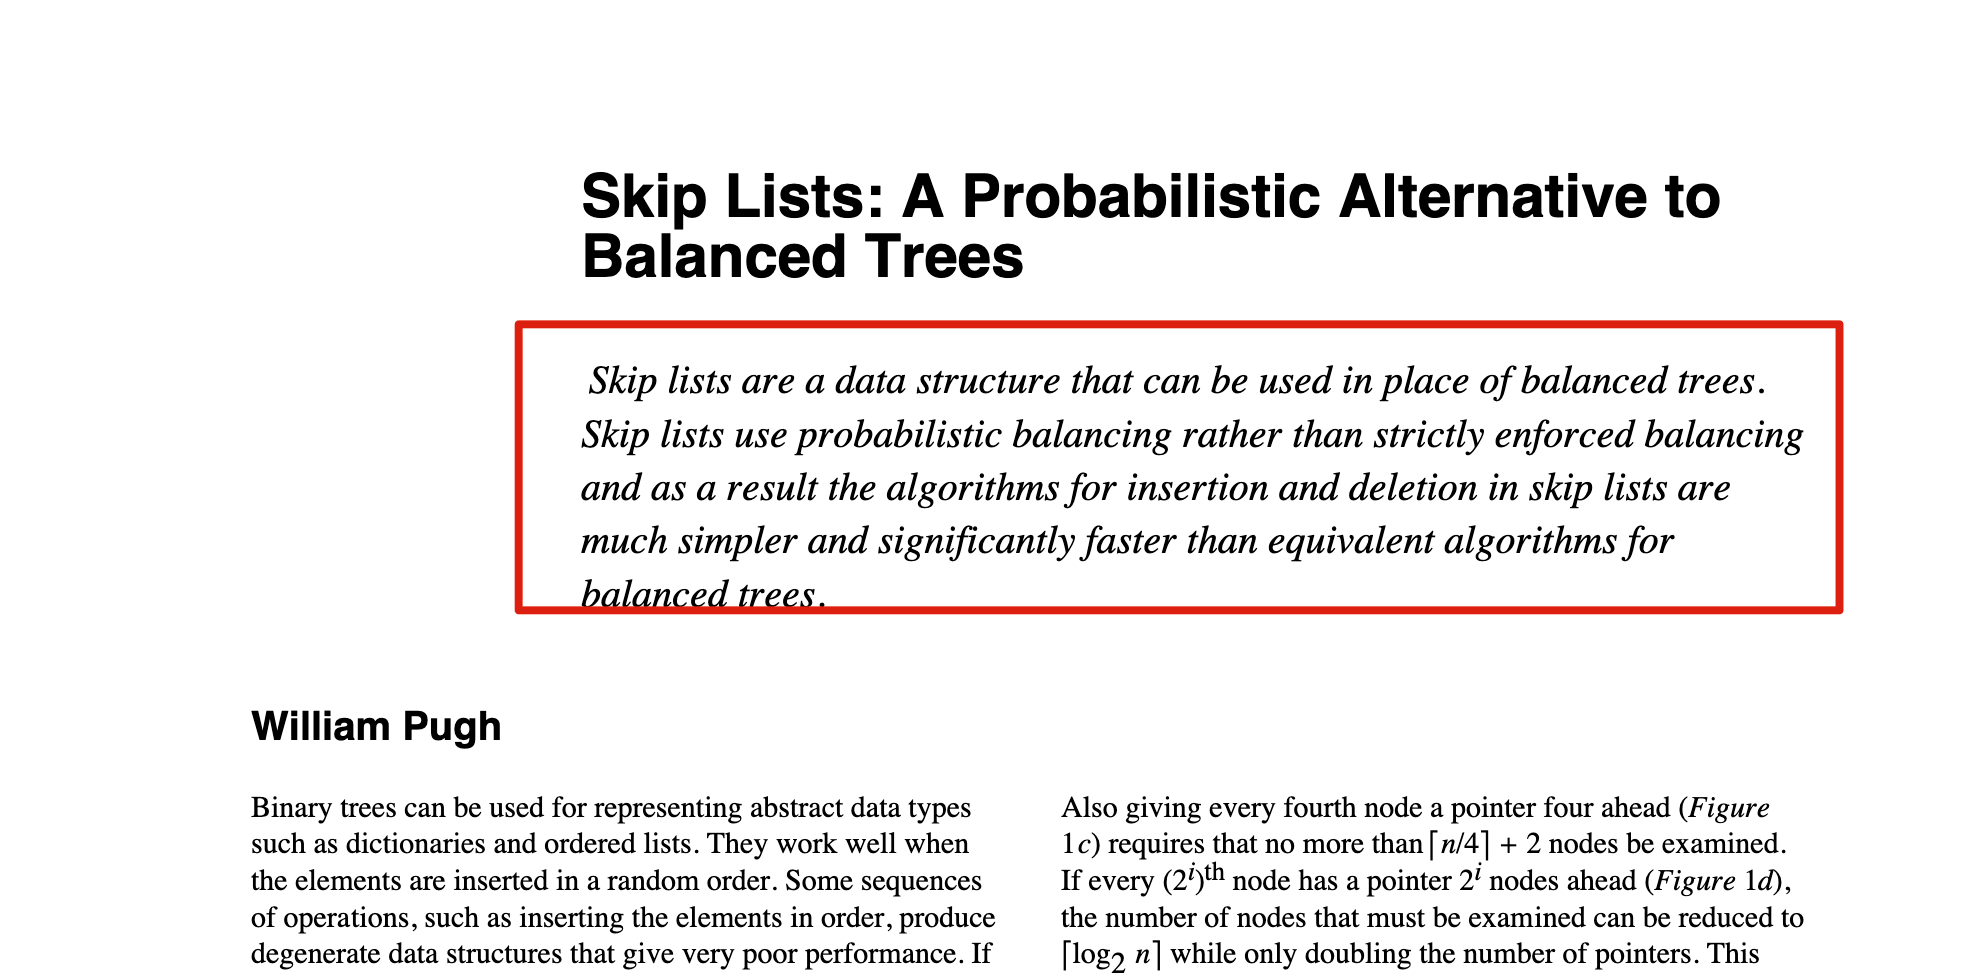 Skip Lists: A Probabilistic Alternative to
Balanced Trees
Skip lists are a data structure that can be used in place of balanced trees.
Skip lists use probabilistic balancing rather than strictly enforced balancing
and as a result the algorithms for insertion and deletion in skip lists are
much simpler and significantly faster than equivalent algorithms for
balanced trees.
William Pugh
Binary trees can be used for representing abstract data types
such as dictionaries and ordered lists. They work well when
the elements are inserted in a random order. Some sequences
of operations, such as inserting the elements in order, produce
degenerate data structures that give very poor performance. If
Also giving every fourth node a pointer four ahead (Figure
1c) requires that no more than ⌈n/4⌉ + 2 nodes be examined.
If every (2^i)^th node has a pointer 2^i nodes ahead (Figure 1d),
the number of nodes that must be examined can be reduced to
⌈log₂ n⌉ while only doubling the number of pointers. This